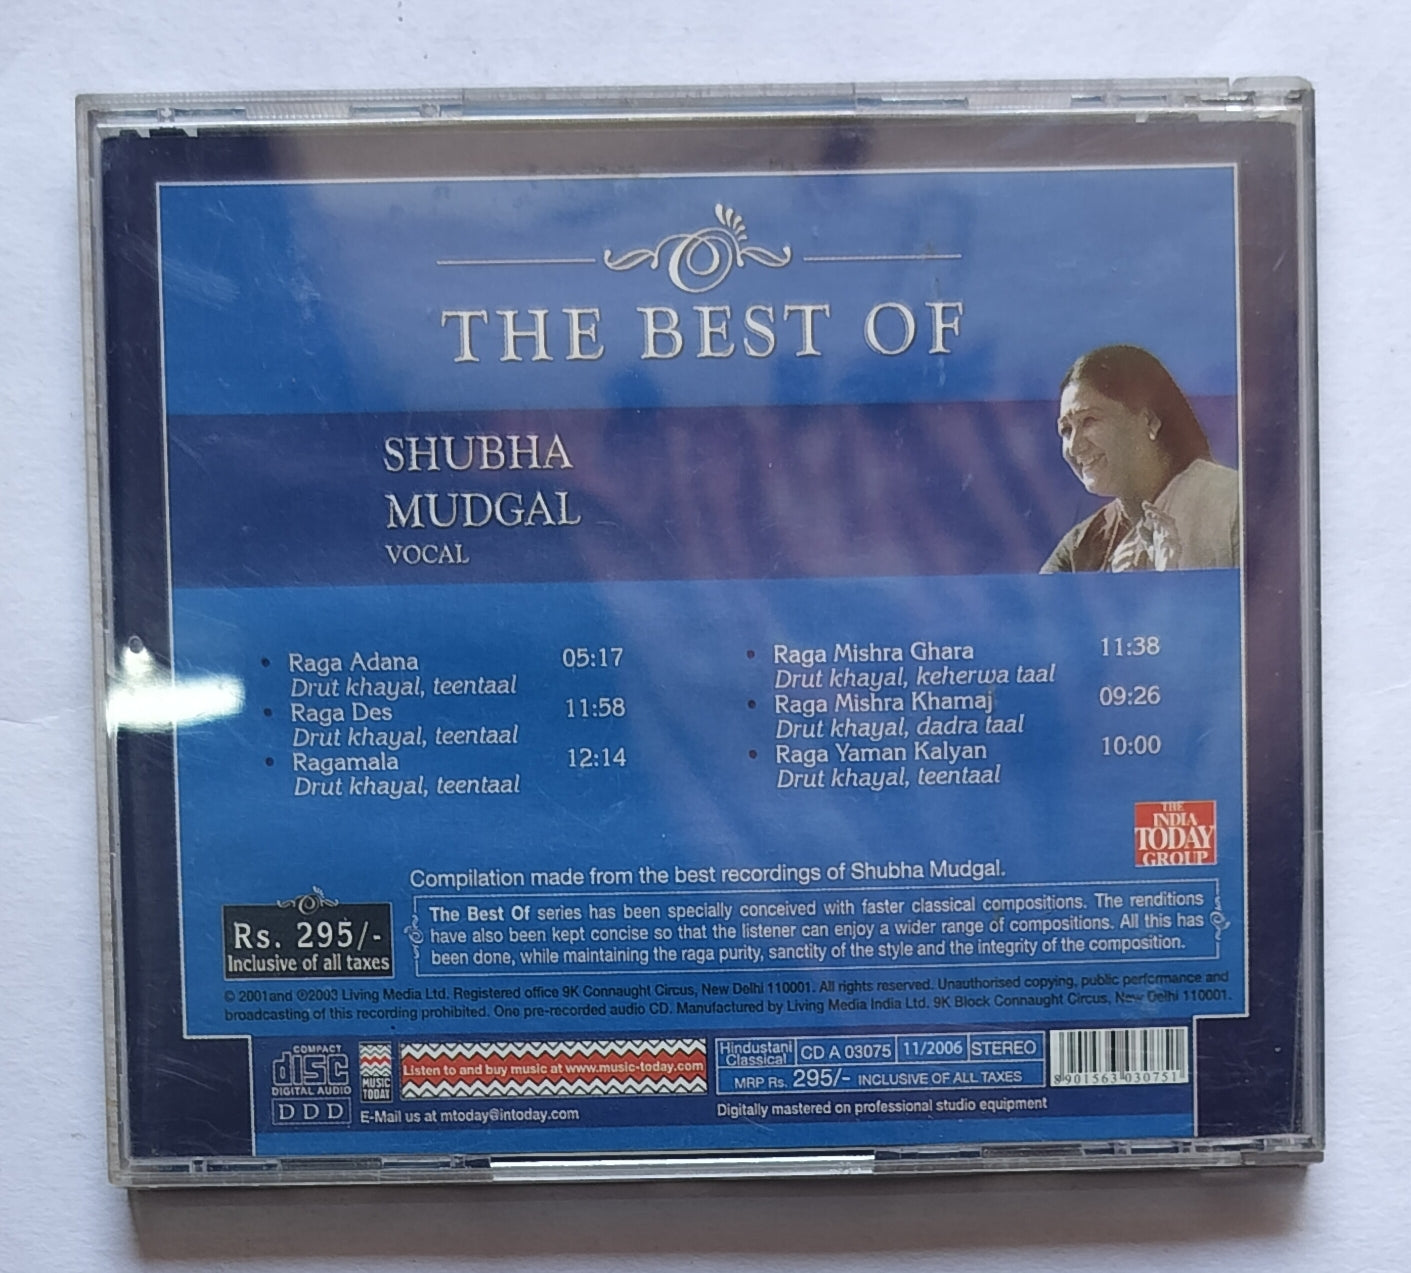 THE BEST OF
SHUBHA
MUDGAL
VOCAL
• Raga Adana 05:17
Drut khayal, teentaal
• Raga Des 11:58
Drut khayal, teentaal
• Ragamala 12:14
Drut khayal, teentaal
• Raga Mishra Ghara 11:38
Drut khayal, keherwa taal
• Raga Mishra Khamaj 09:26
Drut khayal, dadra taal
• Raga Yaman Kalyan 10:00
Drut khayal, teentaal
THE
INDIA
TODAY
GROUP
Compilation made from the best recordings of Shubha Mudgal.
Rs. 295/-
Inclusive of all taxes
The Best Of series has been specially conceived with faster classical compositions. The renditions
have also been kept concise so that the listener can enjoy a wider range of compositions. All this has
been done, while maintaining the raga purity, sanctity of the style and the integrity of the composition.
© 2001 and ℗2003 Living Media Ltd. Registered office 9K Connaught Circus, New Delhi 110001. All rights reserved. Unauthorised copying, public performance and
broadcasting of this recording prohibited. One pre-recorded audio CD. Manufactured by Living Media India Ltd. 9K Block Connaught Circus, New Delhi 110001.
COMPACT
disc
DIGITAL AUDIO
DDD
MUSIC
TODAY
Listen to and buy music at www.music-today.com
E-Mail us at mtoday@intoday.com
Hindustani
Classical
CD A 03075
11/2006
STEREO
MRP Rs. 295/- INCLUSIVE OF ALL TAXES
Digitally mastered on professional studio equipment
8901563030751